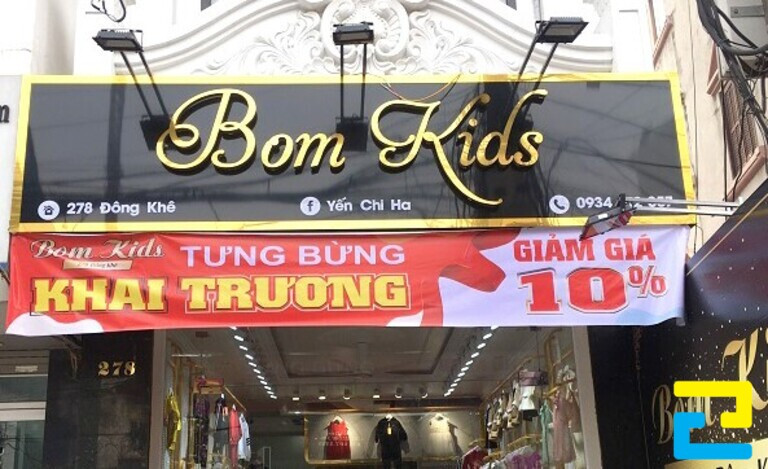 Bom Kids
278 Đông Khê
Yến Chi Ha
0934
Bom Kids
TƯNG BỪNG
KHAI TRƯƠNG
GIẢM GIÁ
10%
278
Bom